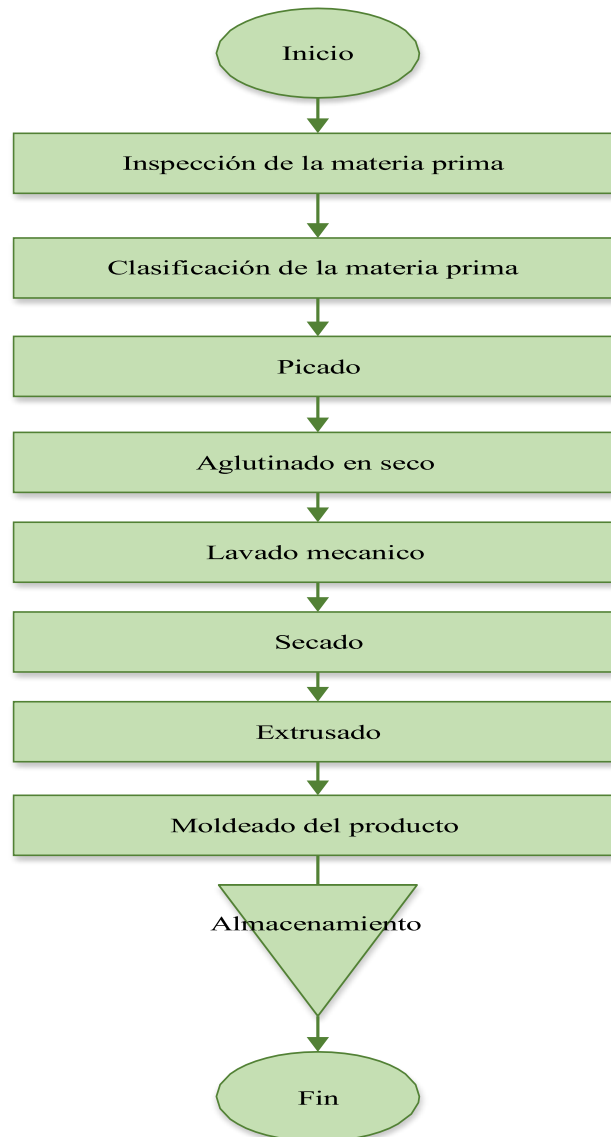 Inicio
Inspección de la materia prima
Clasificación de la materia prima
Picado
Aglutinado en seco
Lavado mecanico
Secado
Extrusado
Moldeado del producto
Almacenamiento
Fin